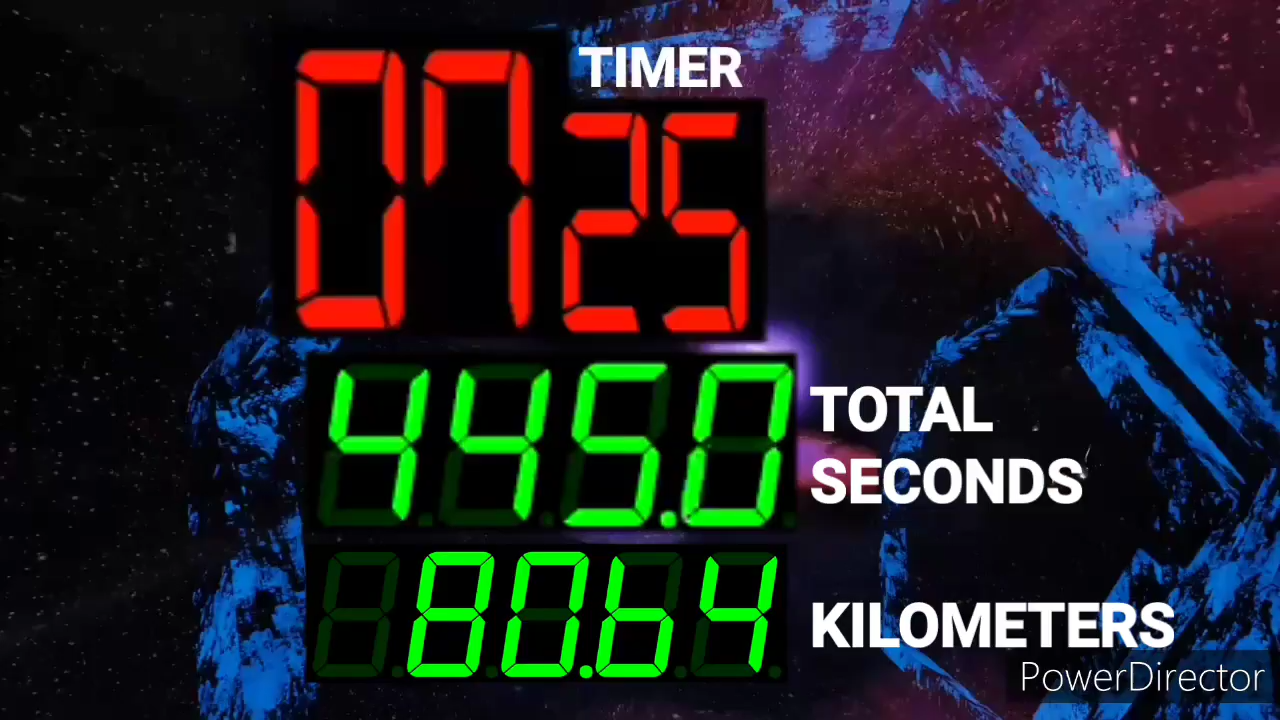 TIMER
07 25
445.0
TOTAL
SECONDS
80.64
KILOMETERS
PowerDirector